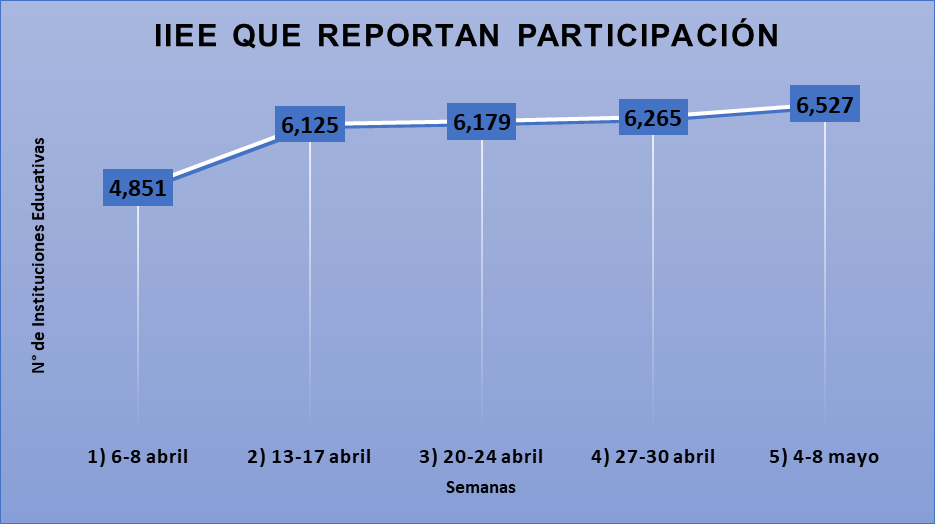 IIEE QUE REPORTAN PARTICIPACIÓN
N° de Instituciones Educativas
4,851
6,125
6,179
6,265
6,527
1) 6-8 abril
2) 13-17 abril
3) 20-24 abril
4) 27-30 abril
5) 4-8 mayo
Semanas